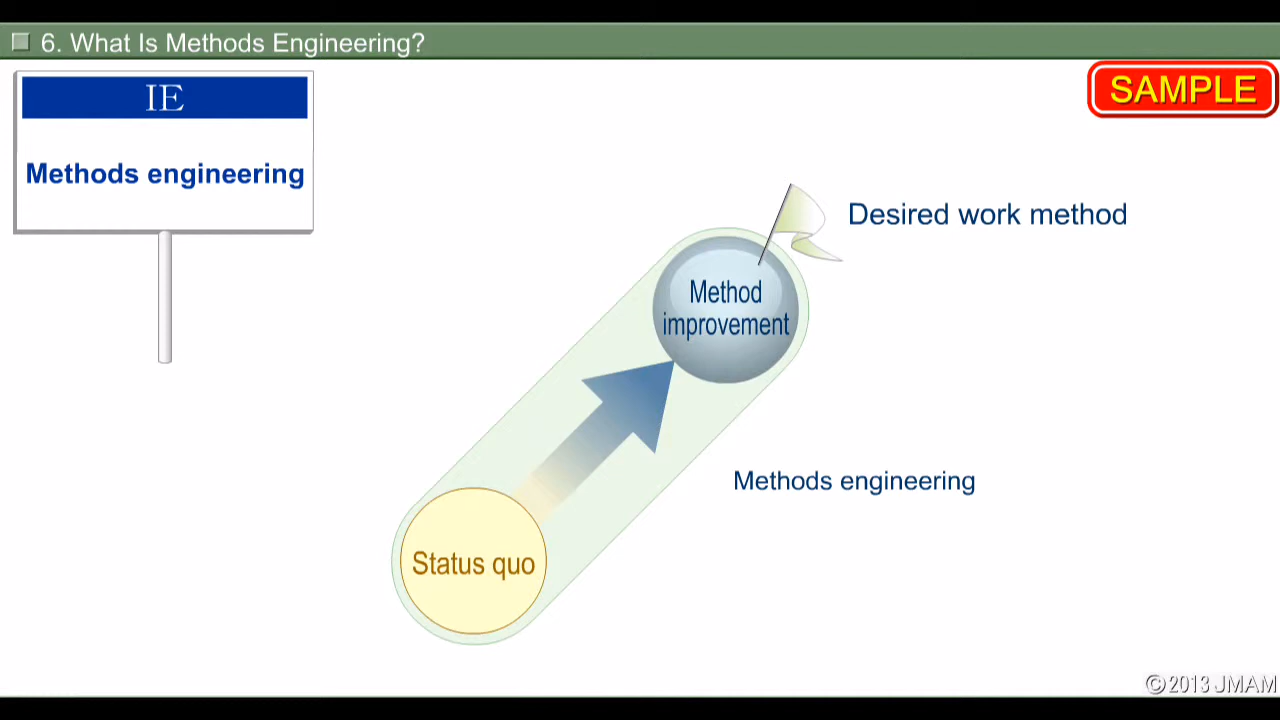 6. What Is Methods Engineering?
IE
SAMPLE
Methods engineering
Desired work method
Method
improvement
Methods engineering
Status quo
©2013 JMAM